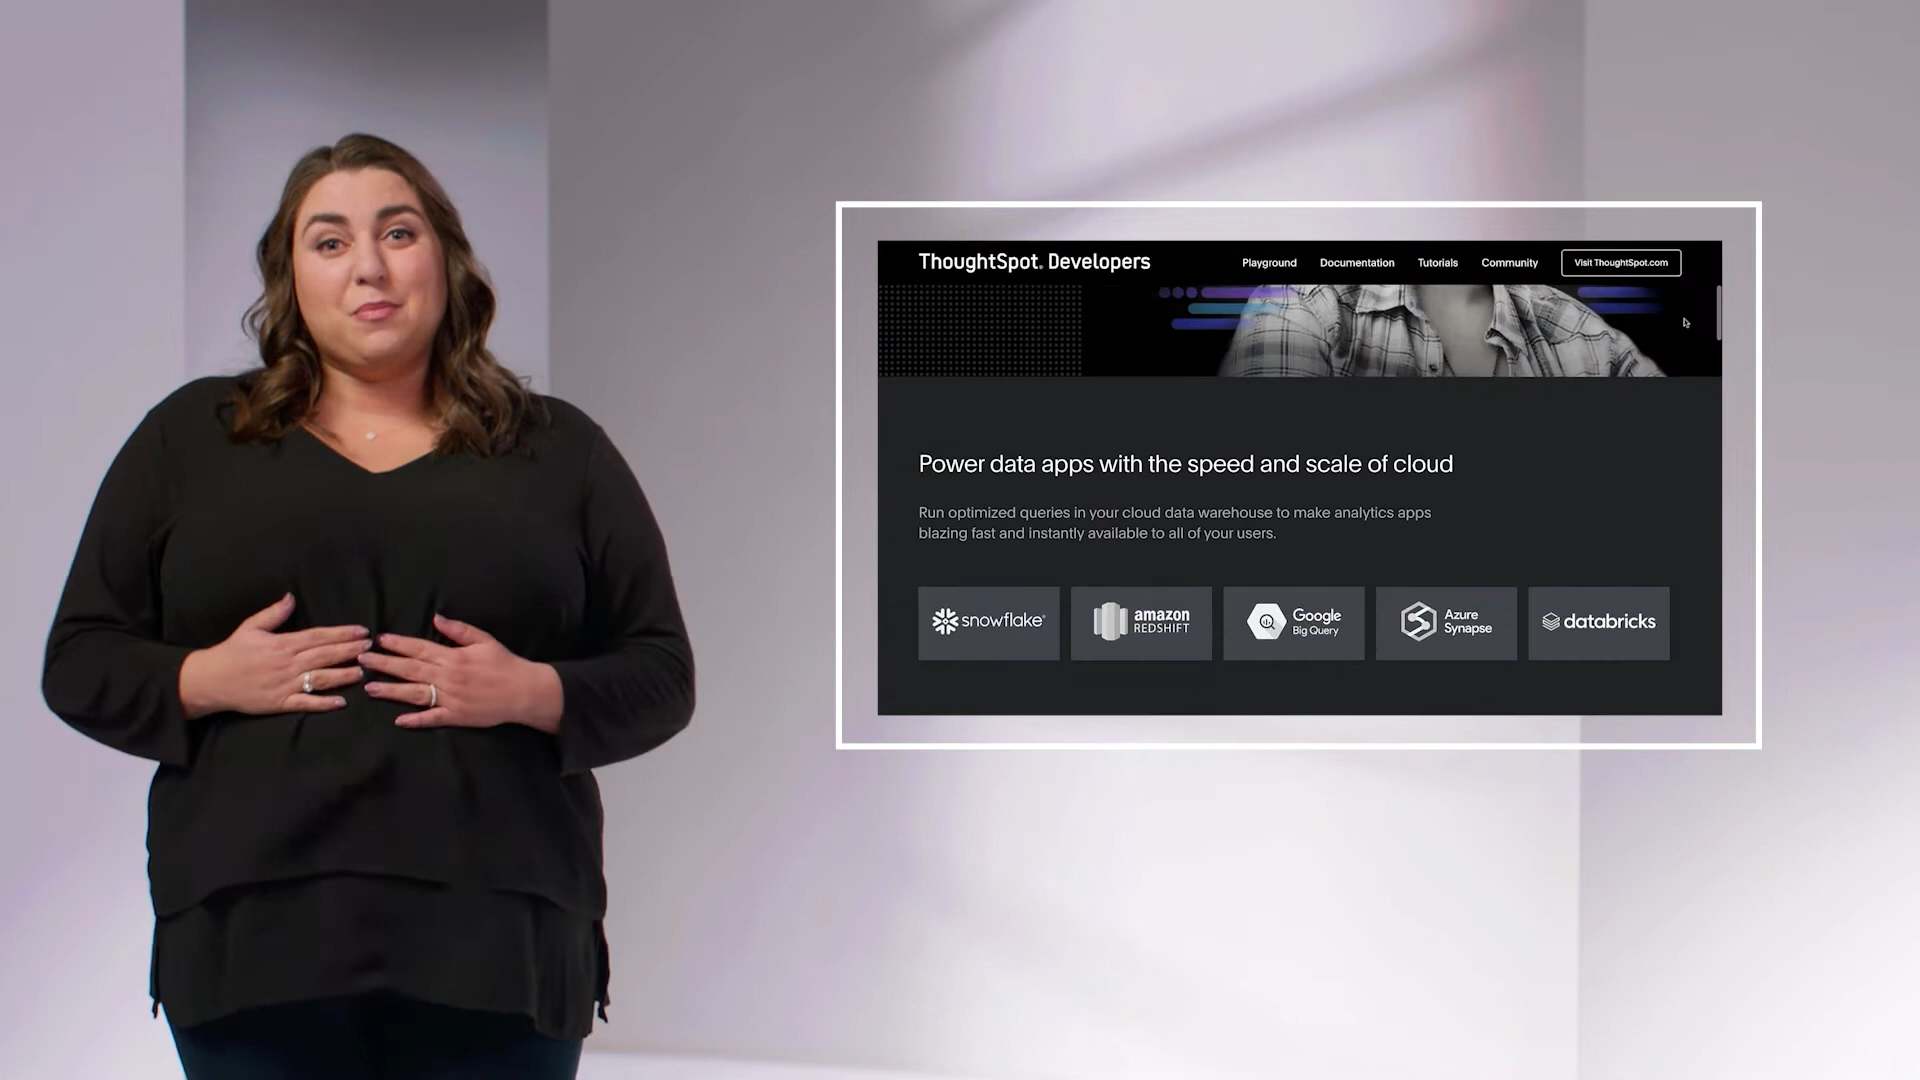 ThoughtSpot. Developers
Playground
Documentation
Tutorials
Community
Visit ThoughtSpot.com
Power data apps with the speed and scale of cloud
Run optimized queries in your cloud data warehouse to make analytics apps
blazing fast and instantly available to all of your users.
snowflake®
amazon
REDSHIFT
Google
Big Query
Azure
Synapse
databricks